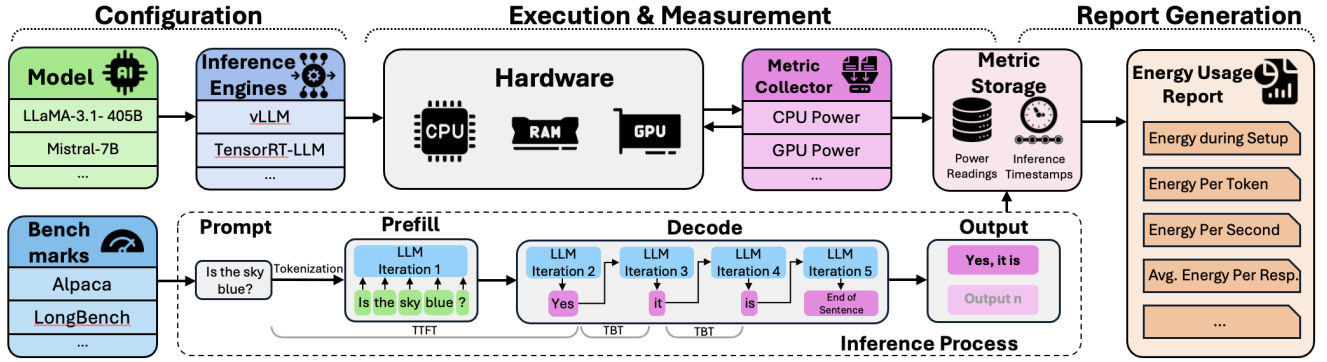 Configuration
Execution & Measurement
Report Generation
Model
AI
LLaMA-3.1- 405B
Mistral-7B
...
Inference
Engines
vLLM
TensorRT-LLM
...
Hardware
CPU
RAM
GPU
Metric
Collector
CPU Power
GPU Power
...
Metric
Storage
Power
Readings
Inference
Timestamps
Energy Usage
Report
Energy during Setup
Energy Per Token
Energy Per Second
Avg. Energy Per Resp.
...
Bench
marks
Alpaca
LongBench
...
Prompt
Is the sky
blue?
Tokenization
Prefill
LLM
Iteration 1
Is the sky blue ?
TTFT
Decode
LLM
Iteration 2
Yes
LLM
Iteration 3
it
LLM
Iteration 4
is
LLM
Iteration 5
End of
Sentence
TBT
TBT
Output
Yes, it is
Output n
Inference Process